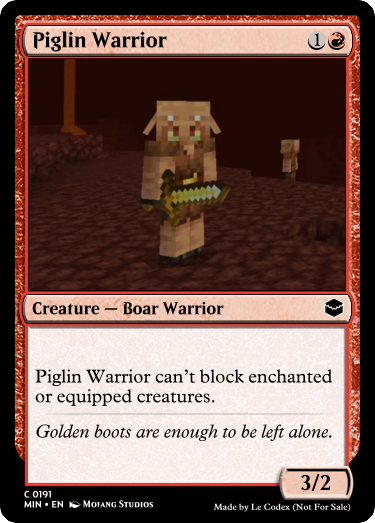 Piglin Warrior 1
Creature — Boar Warrior
Piglin Warrior can't block enchanted
or equipped creatures.
Golden boots are enough to be left alone.
3/2
C 0191
MIN • EN Mojang Studios
Made by Le Codex (Not For Sale)